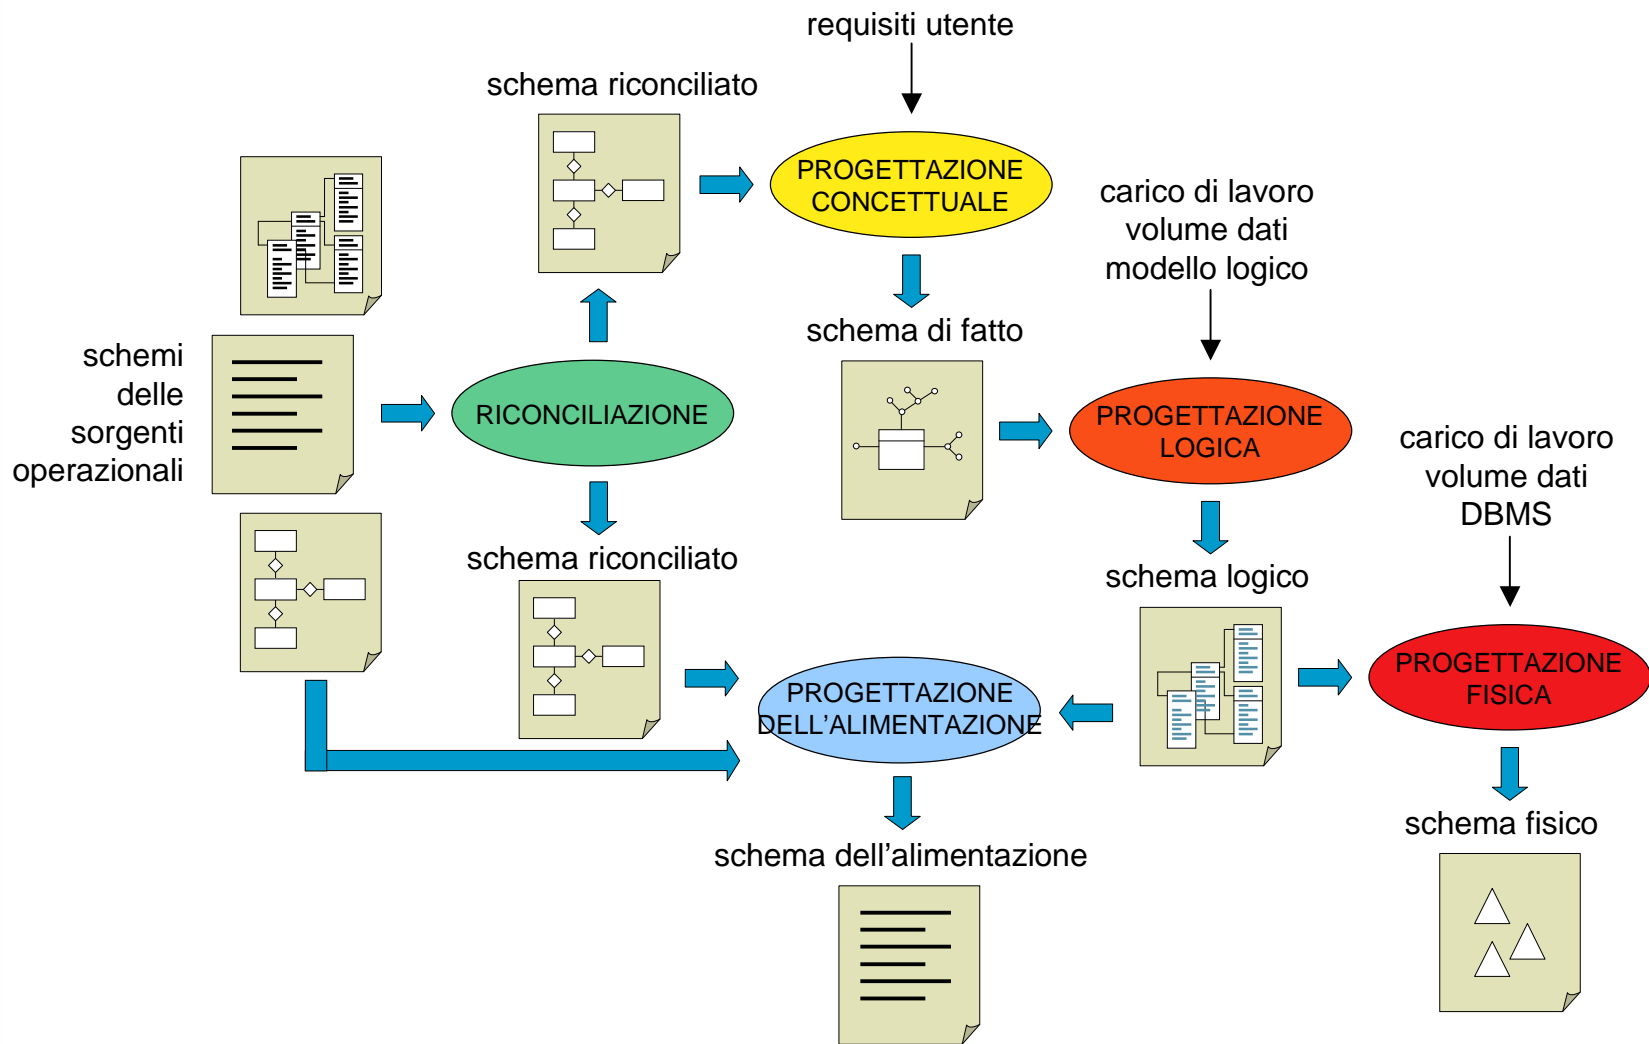 requisiti utente
schema riconciliato
PROGETTAZIONE
CONCETTUALE
carico di lavoro
volume dati
modello logico
schema di fatto
schemi
delle
sorgenti
operazionali
RICONCILIAZIONE
PROGETTAZIONE
LOGICA
carico di lavoro
volume dati
DBMS
schema riconciliato
schema logico
PROGETTAZIONE
DELL'ALIMENTAZIONE
PROGETTAZIONE
FISICA
schema dell'alimentazione
schema fisico